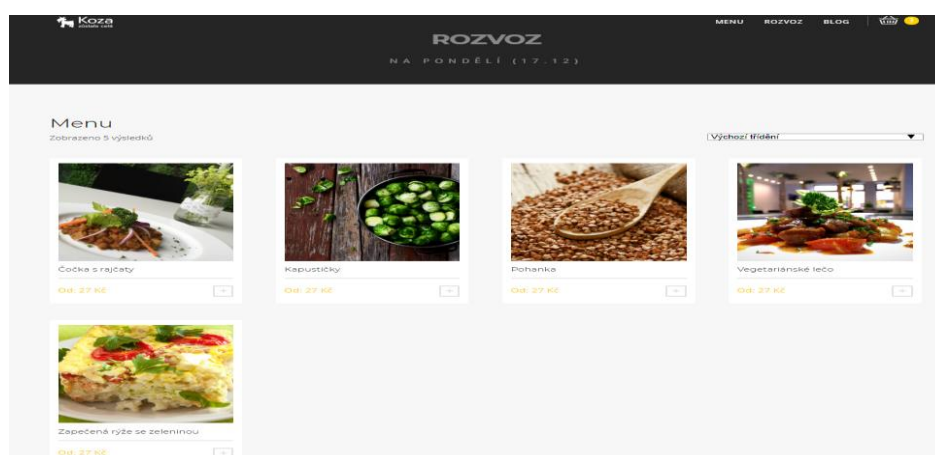 Koza
zůstala celá
MENU ROZVOZ BLOG
ROZVOZ
NA PONDĚLÍ (17.12)
Menu
Zobrazeno 5 výsledků
Výchozí třídění
Čočka s rajčaty
Od: 27 Kč
+
Kapustičky
Od: 27 Kč
+
Pohanka
Od: 27 Kč
+
Vegetariánské lečo
Od: 27 Kč
+
Zapečená rýže se zeleninou
Od: 27 Kč
+